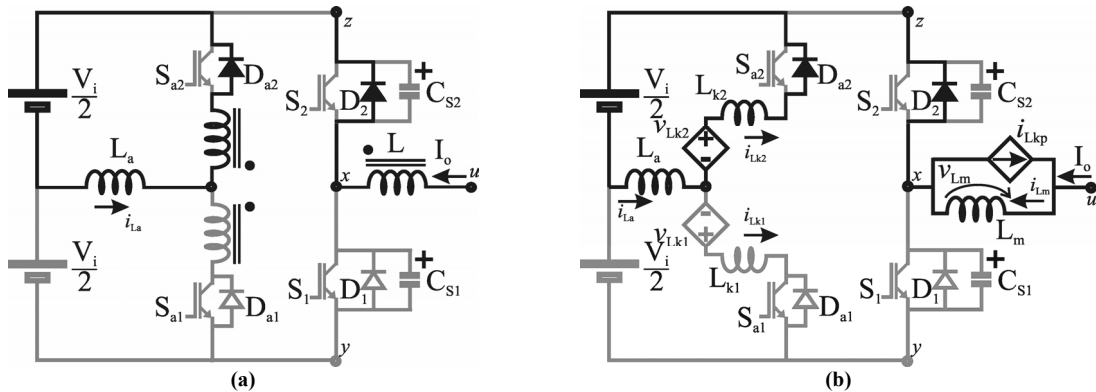 z
S_a2
D_a2
V_i/2
S_2
D_2
C_S2
+
L_a
L
I_o
u
x
i_La
V_i/2
S_a1
D_a1
S_1
D_1
C_S1
+
y
(a)
z
S_a2
D_a2
V_i/2
L_k2
S_2
D_2
C_S2
+
v_Lk2
+
-
i_Lk2
L_a
i_Lkp
I_o
x
v_Lm
i_Lm
u
i_La
L_m
-
+
i_Lk1
v_Lk1
V_i/2
L_k1
S_a1
D_a1
S_1
D_1
C_S1
+
y
(b)